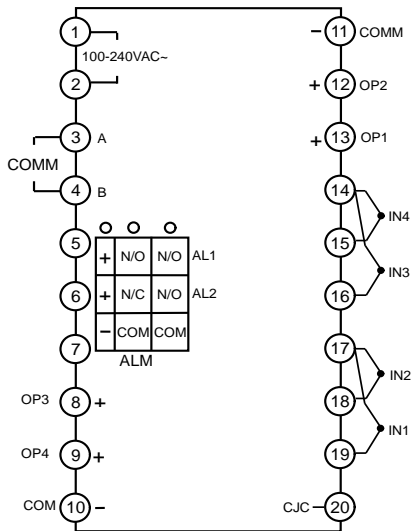 1
100-240VAC~
2
3 A
COMM
4 B
5
+ N/O N/O AL1
6
+ N/C N/O AL2
- COM COM
7
ALM
OP3 8 +
OP4 9 +
COM 10 -
- 11 COMM
+ 12 OP2
+ 13 OP1
14
IN4
15
IN3
16
17
IN2
18
IN1
19
CJC 20